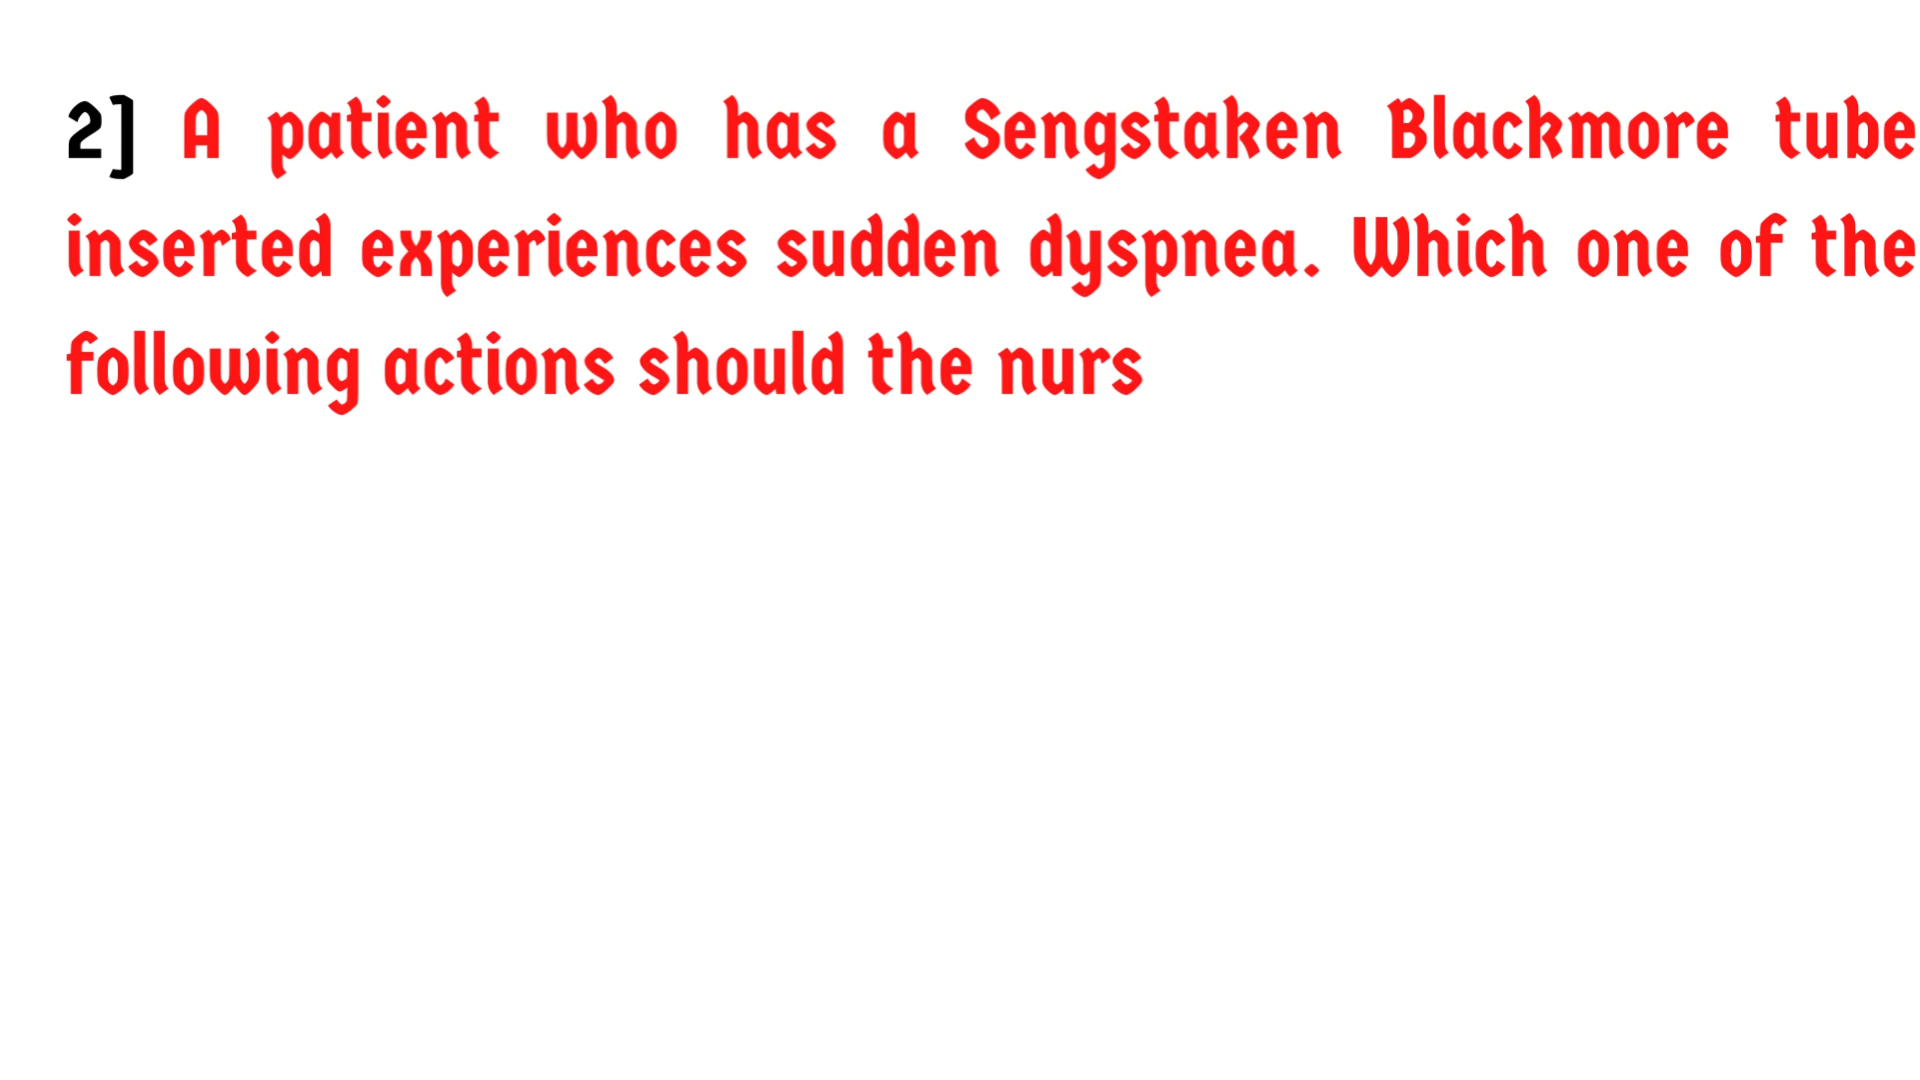 2] A patient who has a Sengstaken Blackmore tube
inserted experiences sudden dyspnea. Which one of the
following actions should the nurs